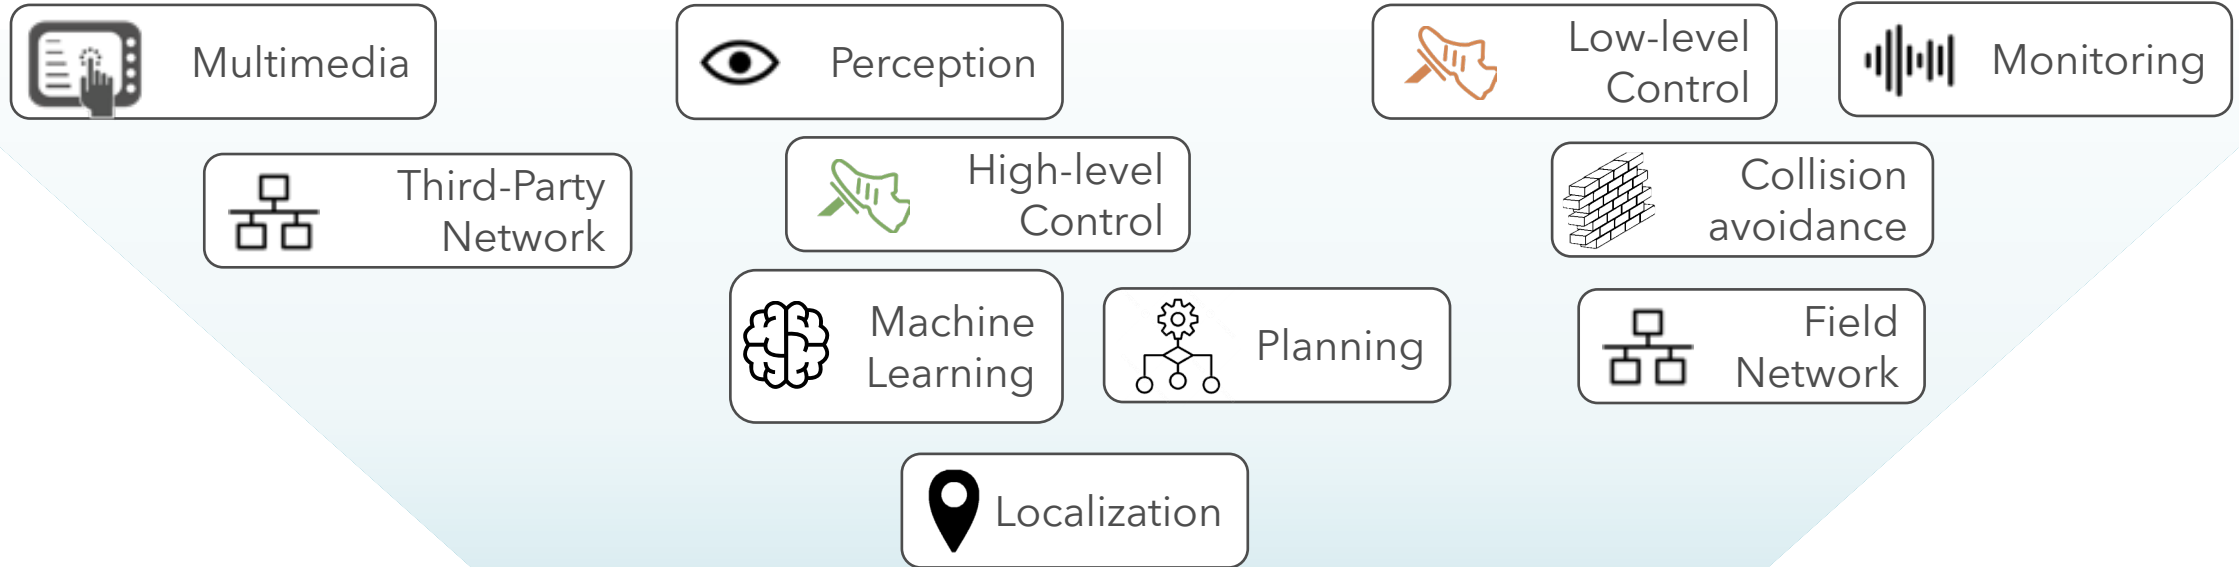 Multimedia
Perception
Low-level
Control
Monitoring
Third-Party
Network
High-level
Control
Collision
avoidance
Machine
Learning
Planning
Field
Network
Localization